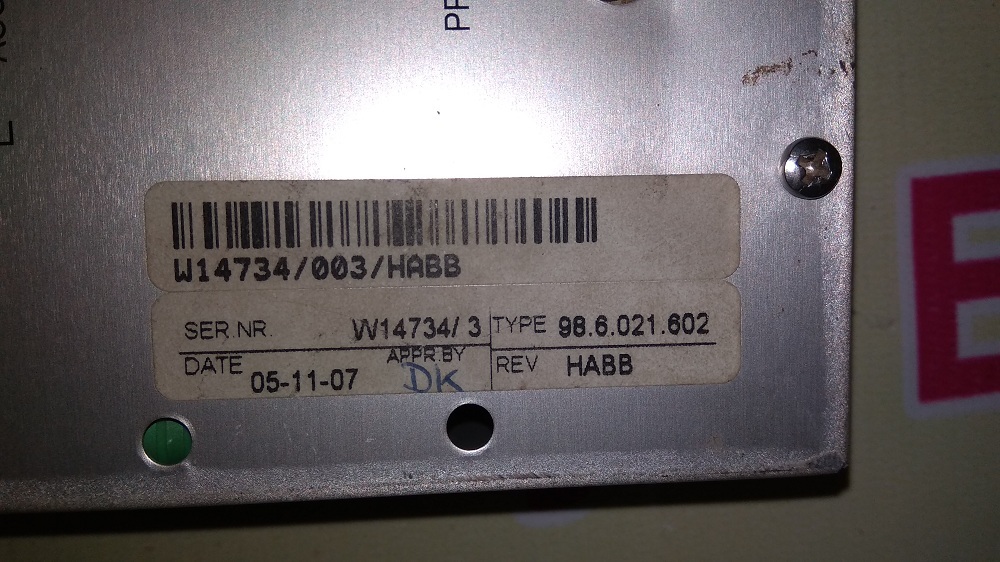 PR
W14734/003/HABB
SER.NR. W14734/ 3 TYPE 98.6.021.602
DATE 05-11-07 APPR.BY DK REV HABB
E